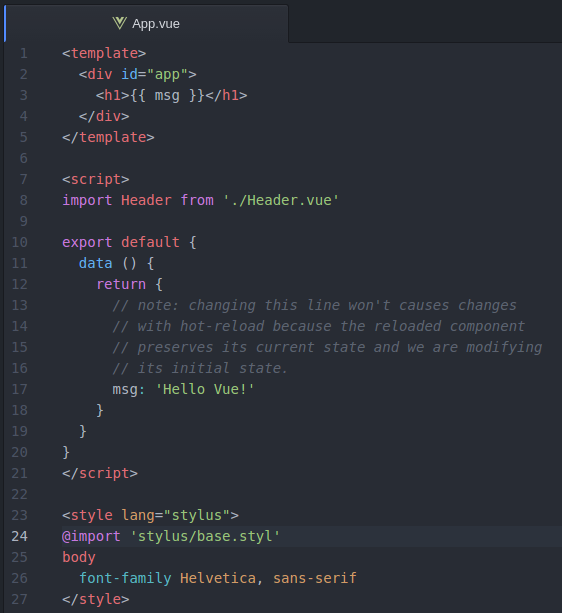 App.vue
1 <template>
2   <div id="app">
3     <h1>{{ msg }}</h1>
4   </div>
5 </template>
6
7 <script>
8 import Header from './Header.vue'
9
10 export default {
11   data () {
12     return {
13       // note: changing this line won't causes changes
14       // with hot-reload because the reloaded component
15       // preserves its current state and we are modifying
16       // its initial state.
17       msg: 'Hello Vue!'
18     }
19   }
20 }
21 </script>
22
23 <style lang="stylus">
24 @import 'stylus/base.styl'
25 body
26   font-family Helvetica, sans-serif
27 </style>